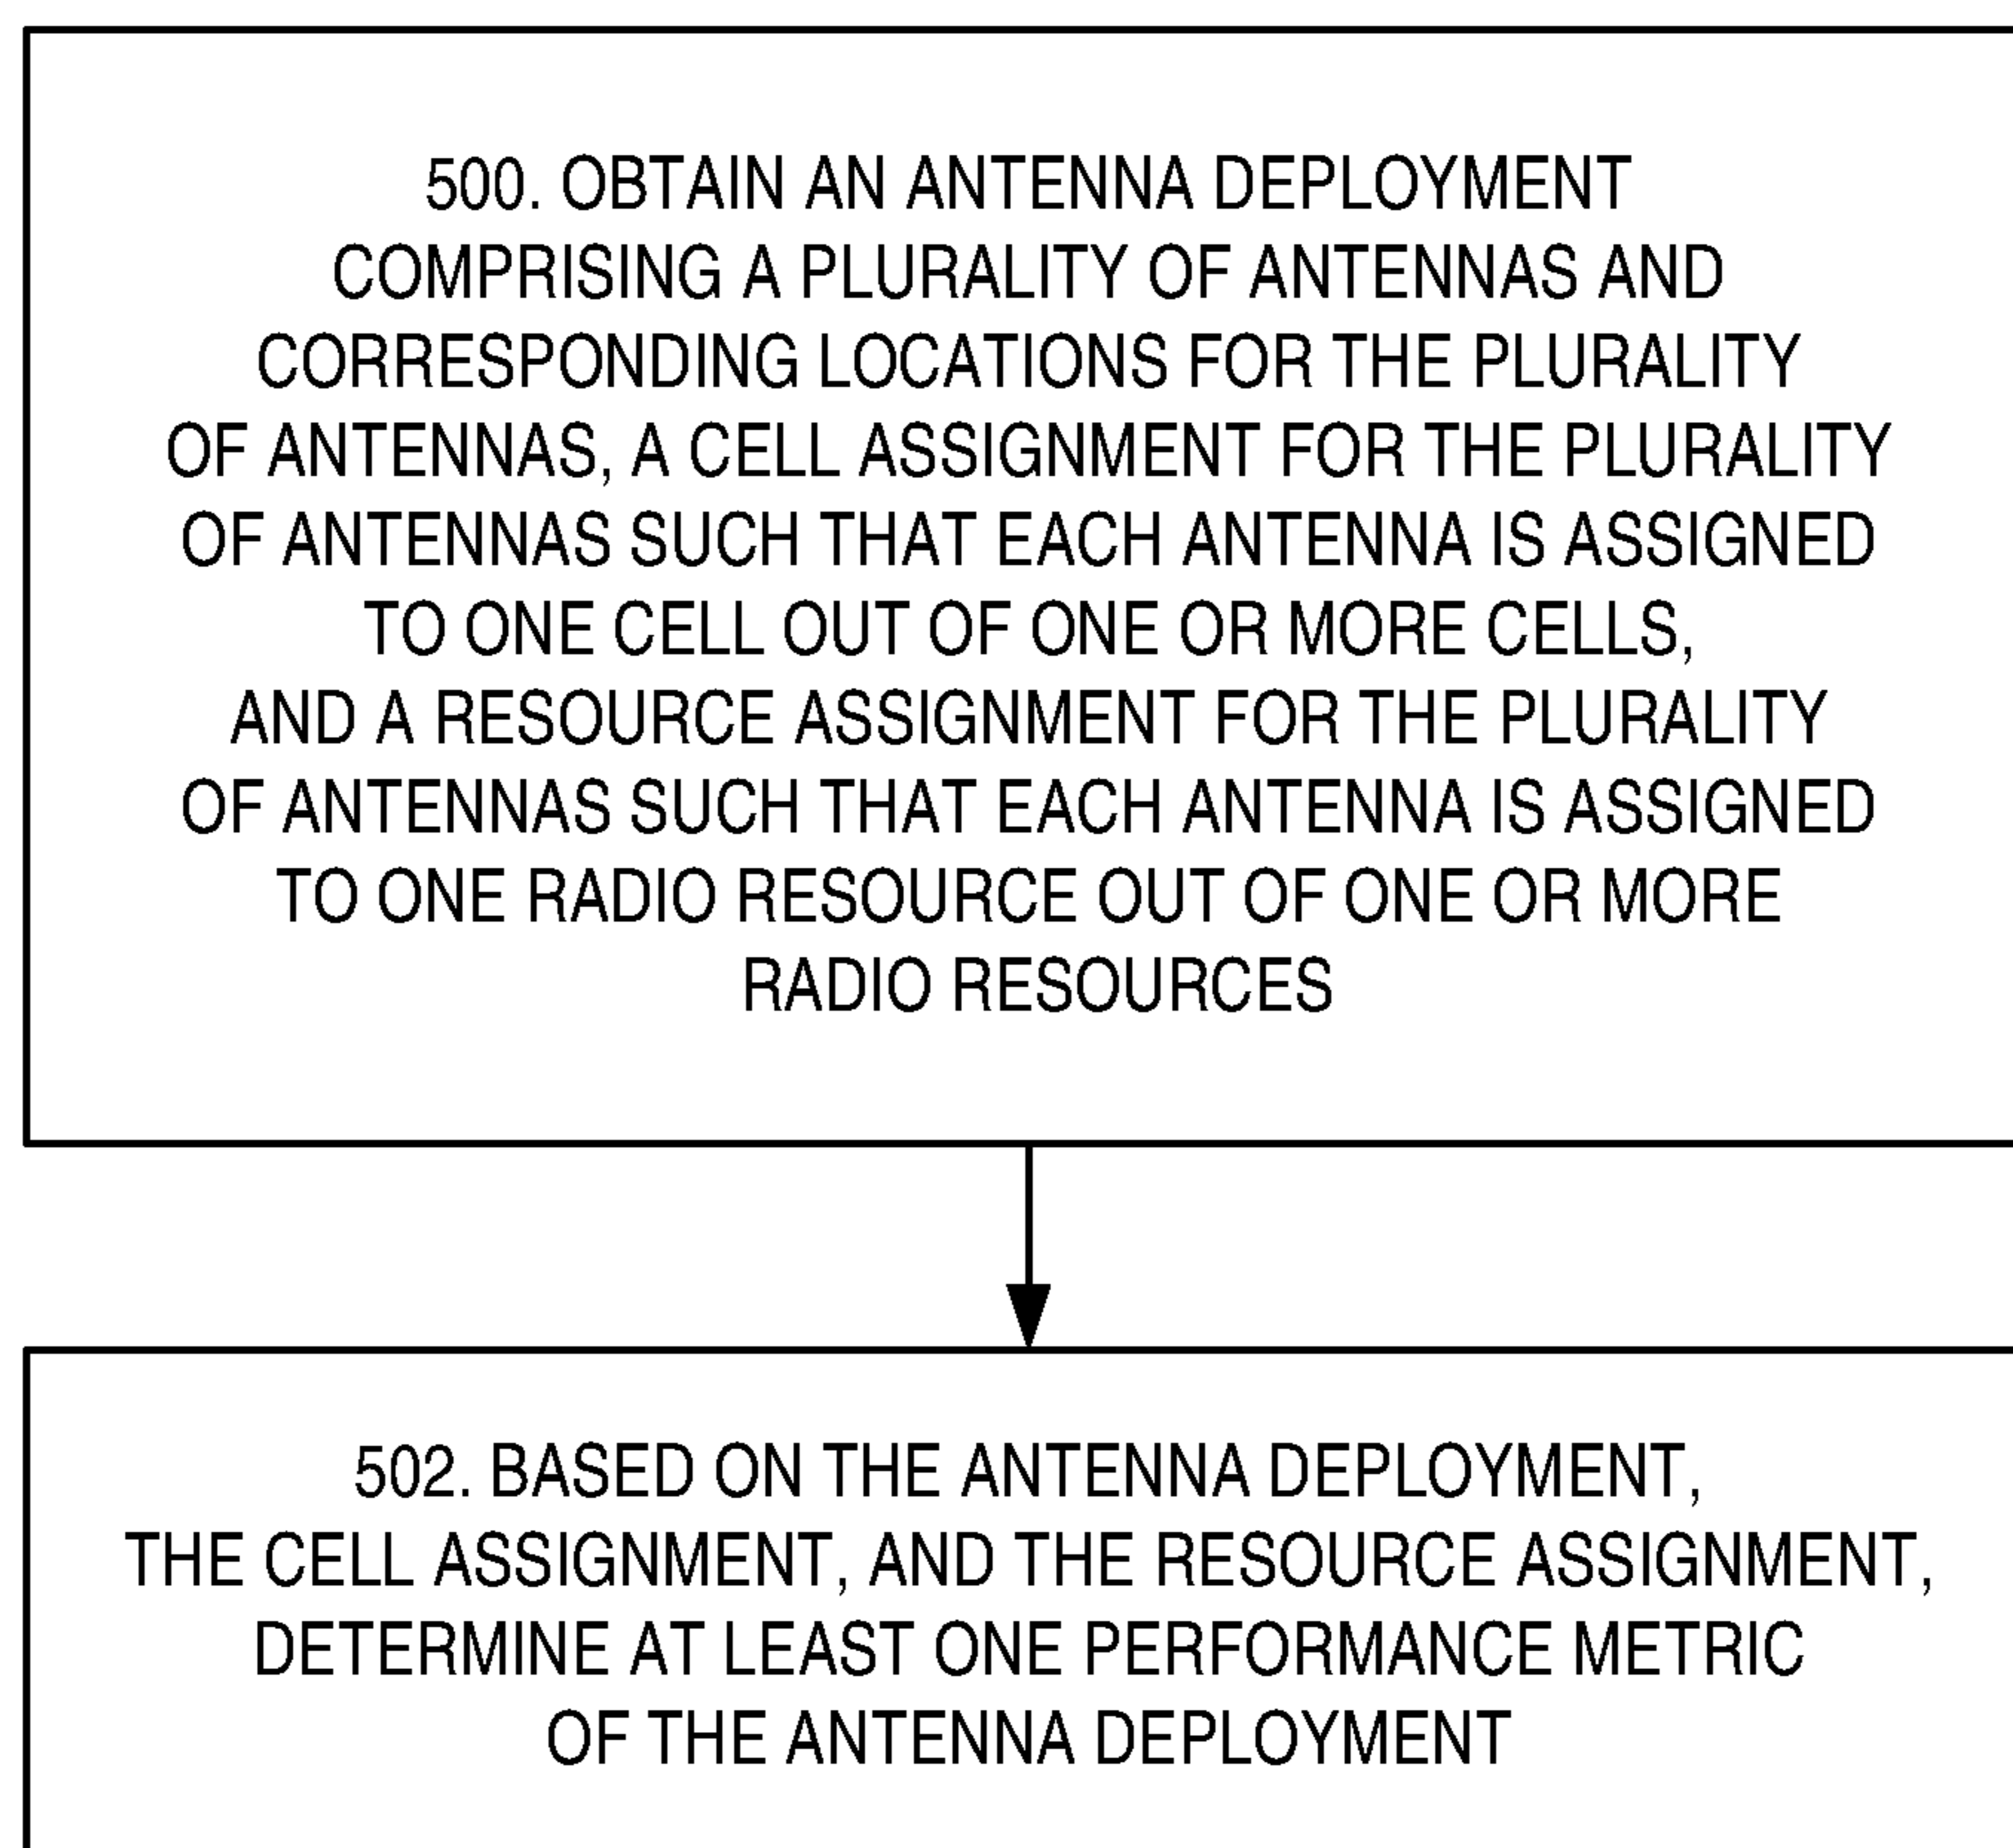 500. OBTAIN AN ANTENNA DEPLOYMENT
COMPRISING A PLURALITY OF ANTENNAS AND
CORRESPONDING LOCATIONS FOR THE PLURALITY
OF ANTENNAS, A CELL ASSIGNMENT FOR THE PLURALITY
OF ANTENNAS SUCH THAT EACH ANTENNA IS ASSIGNED
TO ONE CELL OUT OF ONE OR MORE CELLS,
AND A RESOURCE ASSIGNMENT FOR THE PLURALITY
OF ANTENNAS SUCH THAT EACH ANTENNA IS ASSIGNED
TO ONE RADIO RESOURCE OUT OF ONE OR MORE
RADIO RESOURCES
502. BASED ON THE ANTENNA DEPLOYMENT,
THE CELL ASSIGNMENT, AND THE RESOURCE ASSIGNMENT,
DETERMINE AT LEAST ONE PERFORMANCE METRIC
OF THE ANTENNA DEPLOYMENT